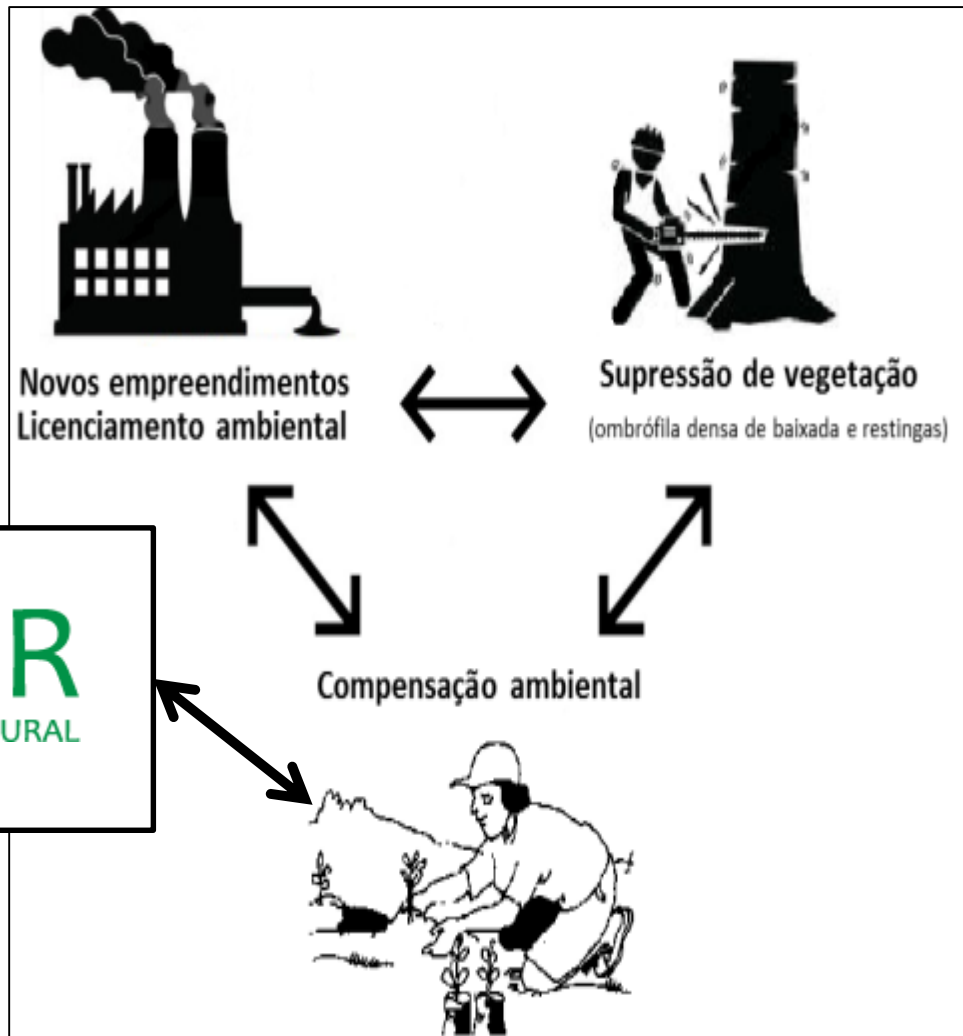 Novos empreendimentos
Licenciamento ambiental
Supressão de vegetação
(ombrófila densa de baixada e restingas)
R
URAL
Compensação ambiental